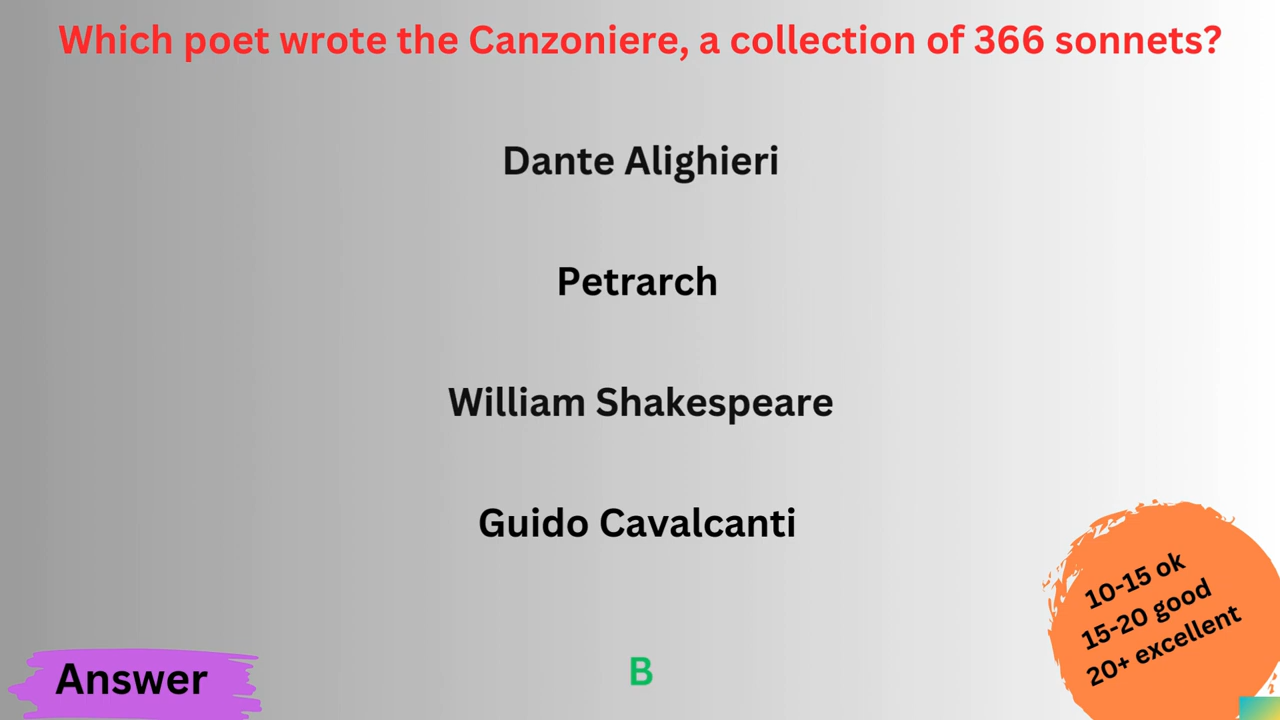 Which poet wrote the Canzoniere, a collection of 366 sonnets?
Dante Alighieri
Petrarch
William Shakespeare
Guido Cavalcanti
10-15 ok
15-20 good
20+ excellent
Answer
B